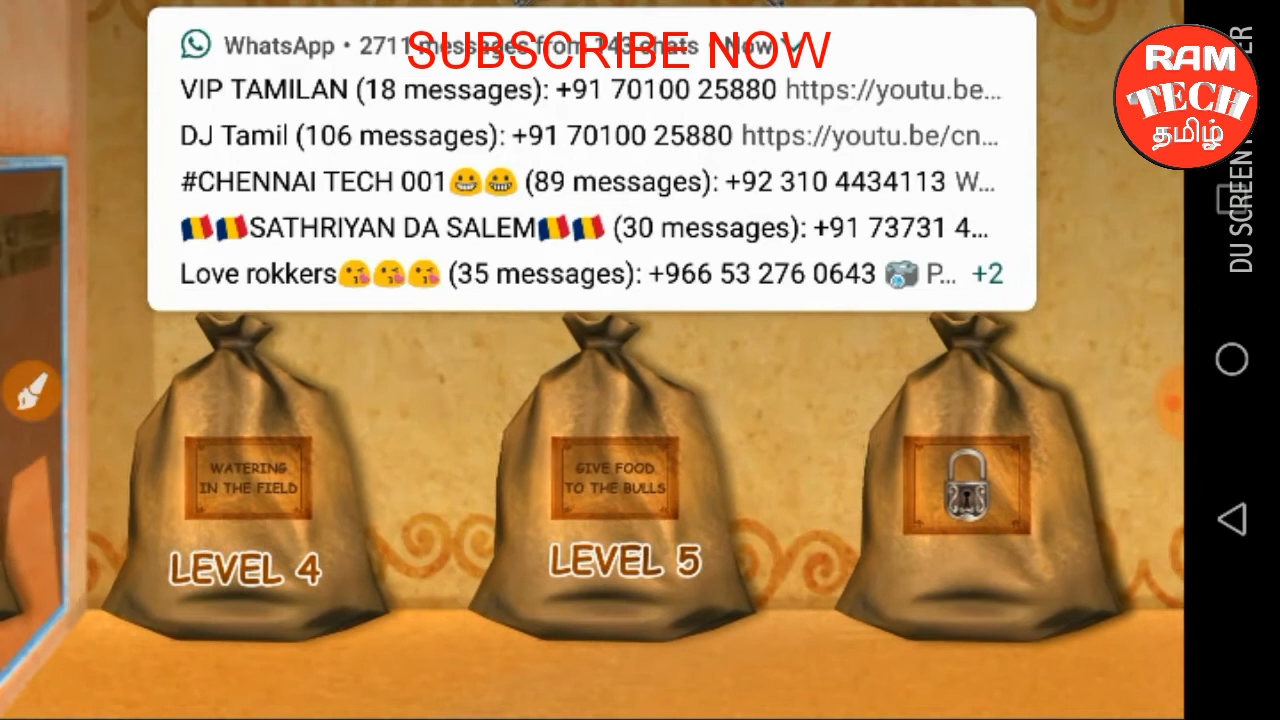 WhatsApp • 2711 messages from 143 chats • Now
SUBSCRIBE NOW
VIP TAMILAN (18 messages): +91 70100 25880 https://youtu.be...
DJ Tamil (106 messages): +91 70100 25880 https://youtu.be/cn...
#CHENNAI TECH 001😀😀 (89 messages): +92 310 4434113 W...
🇷🇴🇷🇴SATHRIYAN DA SALEM🇷🇴🇷🇴 (30 messages): +91 73731 4...
Love rokkers😘😘😘 (35 messages): +966 53 276 0643 📷 P... +2
RAM
TECH
தமிழ்
WATERING
IN THE FIELD
LEVEL 4
GIVE FOOD
TO THE BULLS
LEVEL 5